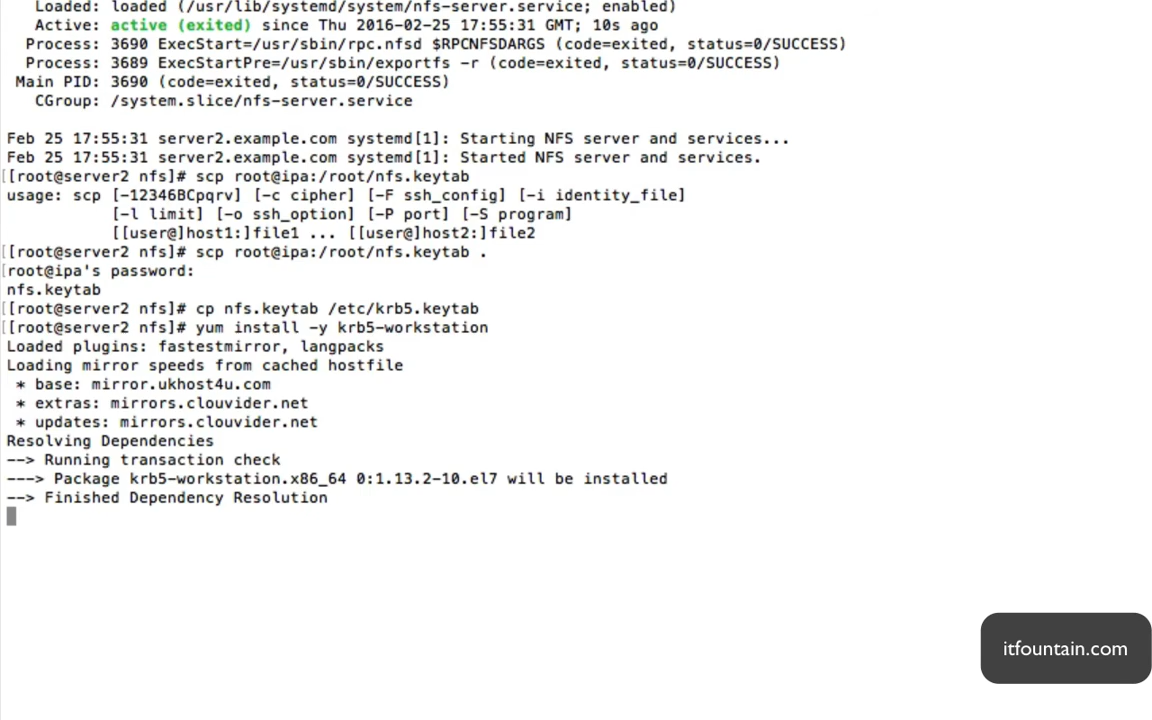 Loaded: loaded (/usr/lib/systemd/system/nfs-server.service; enabled)
Active: active (exited) since Thu 2016-02-25 17:55:31 GMT; 10s ago
Process: 3690 ExecStart=/usr/sbin/rpc.nfsd $RPCNFSDARGS (code=exited, status=0/SUCCESS)
Process: 3689 ExecStartPre=/usr/sbin/exportfs -r (code=exited, status=0/SUCCESS)
Main PID: 3690 (code=exited, status=0/SUCCESS)
CGroup: /system.slice/nfs-server.service
Feb 25 17:55:31 server2.example.com systemd[1]: Starting NFS server and services...
Feb 25 17:55:31 server2.example.com systemd[1]: Started NFS server and services.
[[root@server2 nfs]# scp root@ipa:/root/nfs.keytab
usage: scp [-12346BCpqrv] [-c cipher] [-F ssh_config] [-i identity_file]
[-l limit] [-o ssh_option] [-P port] [-S program]
[[user@]host1:]file1 ... [[user@]host2:]file2
[[root@server2 nfs]# scp root@ipa:/root/nfs.keytab .
[root@ipa's password:
nfs.keytab
[[root@server2 nfs]# cp nfs.keytab /etc/krb5.keytab
[[root@server2 nfs]# yum install -y krb5-workstation
Loaded plugins: fastestmirror, langpacks
Loading mirror speeds from cached hostfile
* base: mirror.ukhost4u.com
* extras: mirrors.clouvider.net
* updates: mirrors.clouvider.net
Resolving Dependencies
--> Running transaction check
---> Package krb5-workstation.x86_64 0:1.13.2-10.el7 will be installed
--> Finished Dependency Resolution
itfountain.com